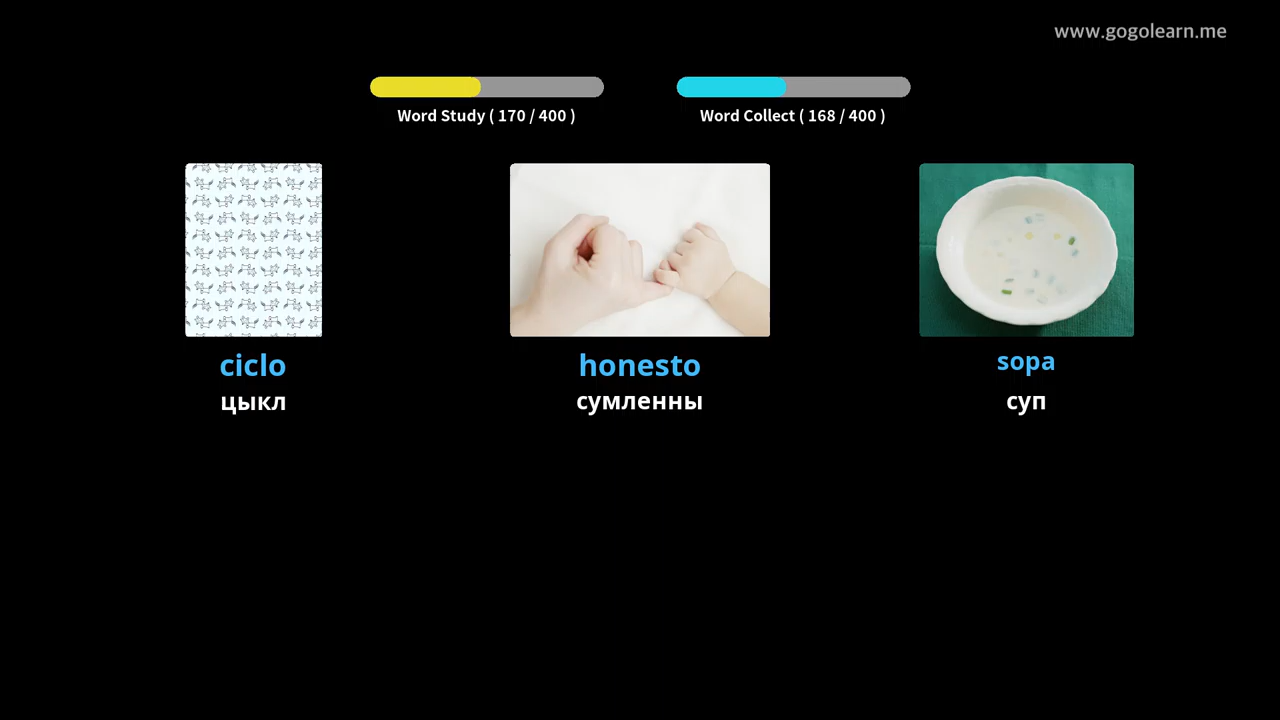 www.gogolearn.me
Word Study ( 170 / 400 )
Word Collect ( 168 / 400 )
ciclo
цыкл
honesto
сумленны
sopa
суп